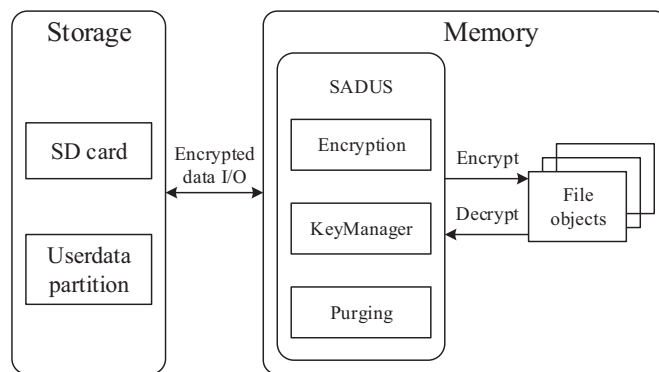 Storage
SD card
Userdata
partition
Encrypted
data I/O
Memory
SADUS
Encryption
KeyManager
Purging
Encrypt
Decrypt
File
objects